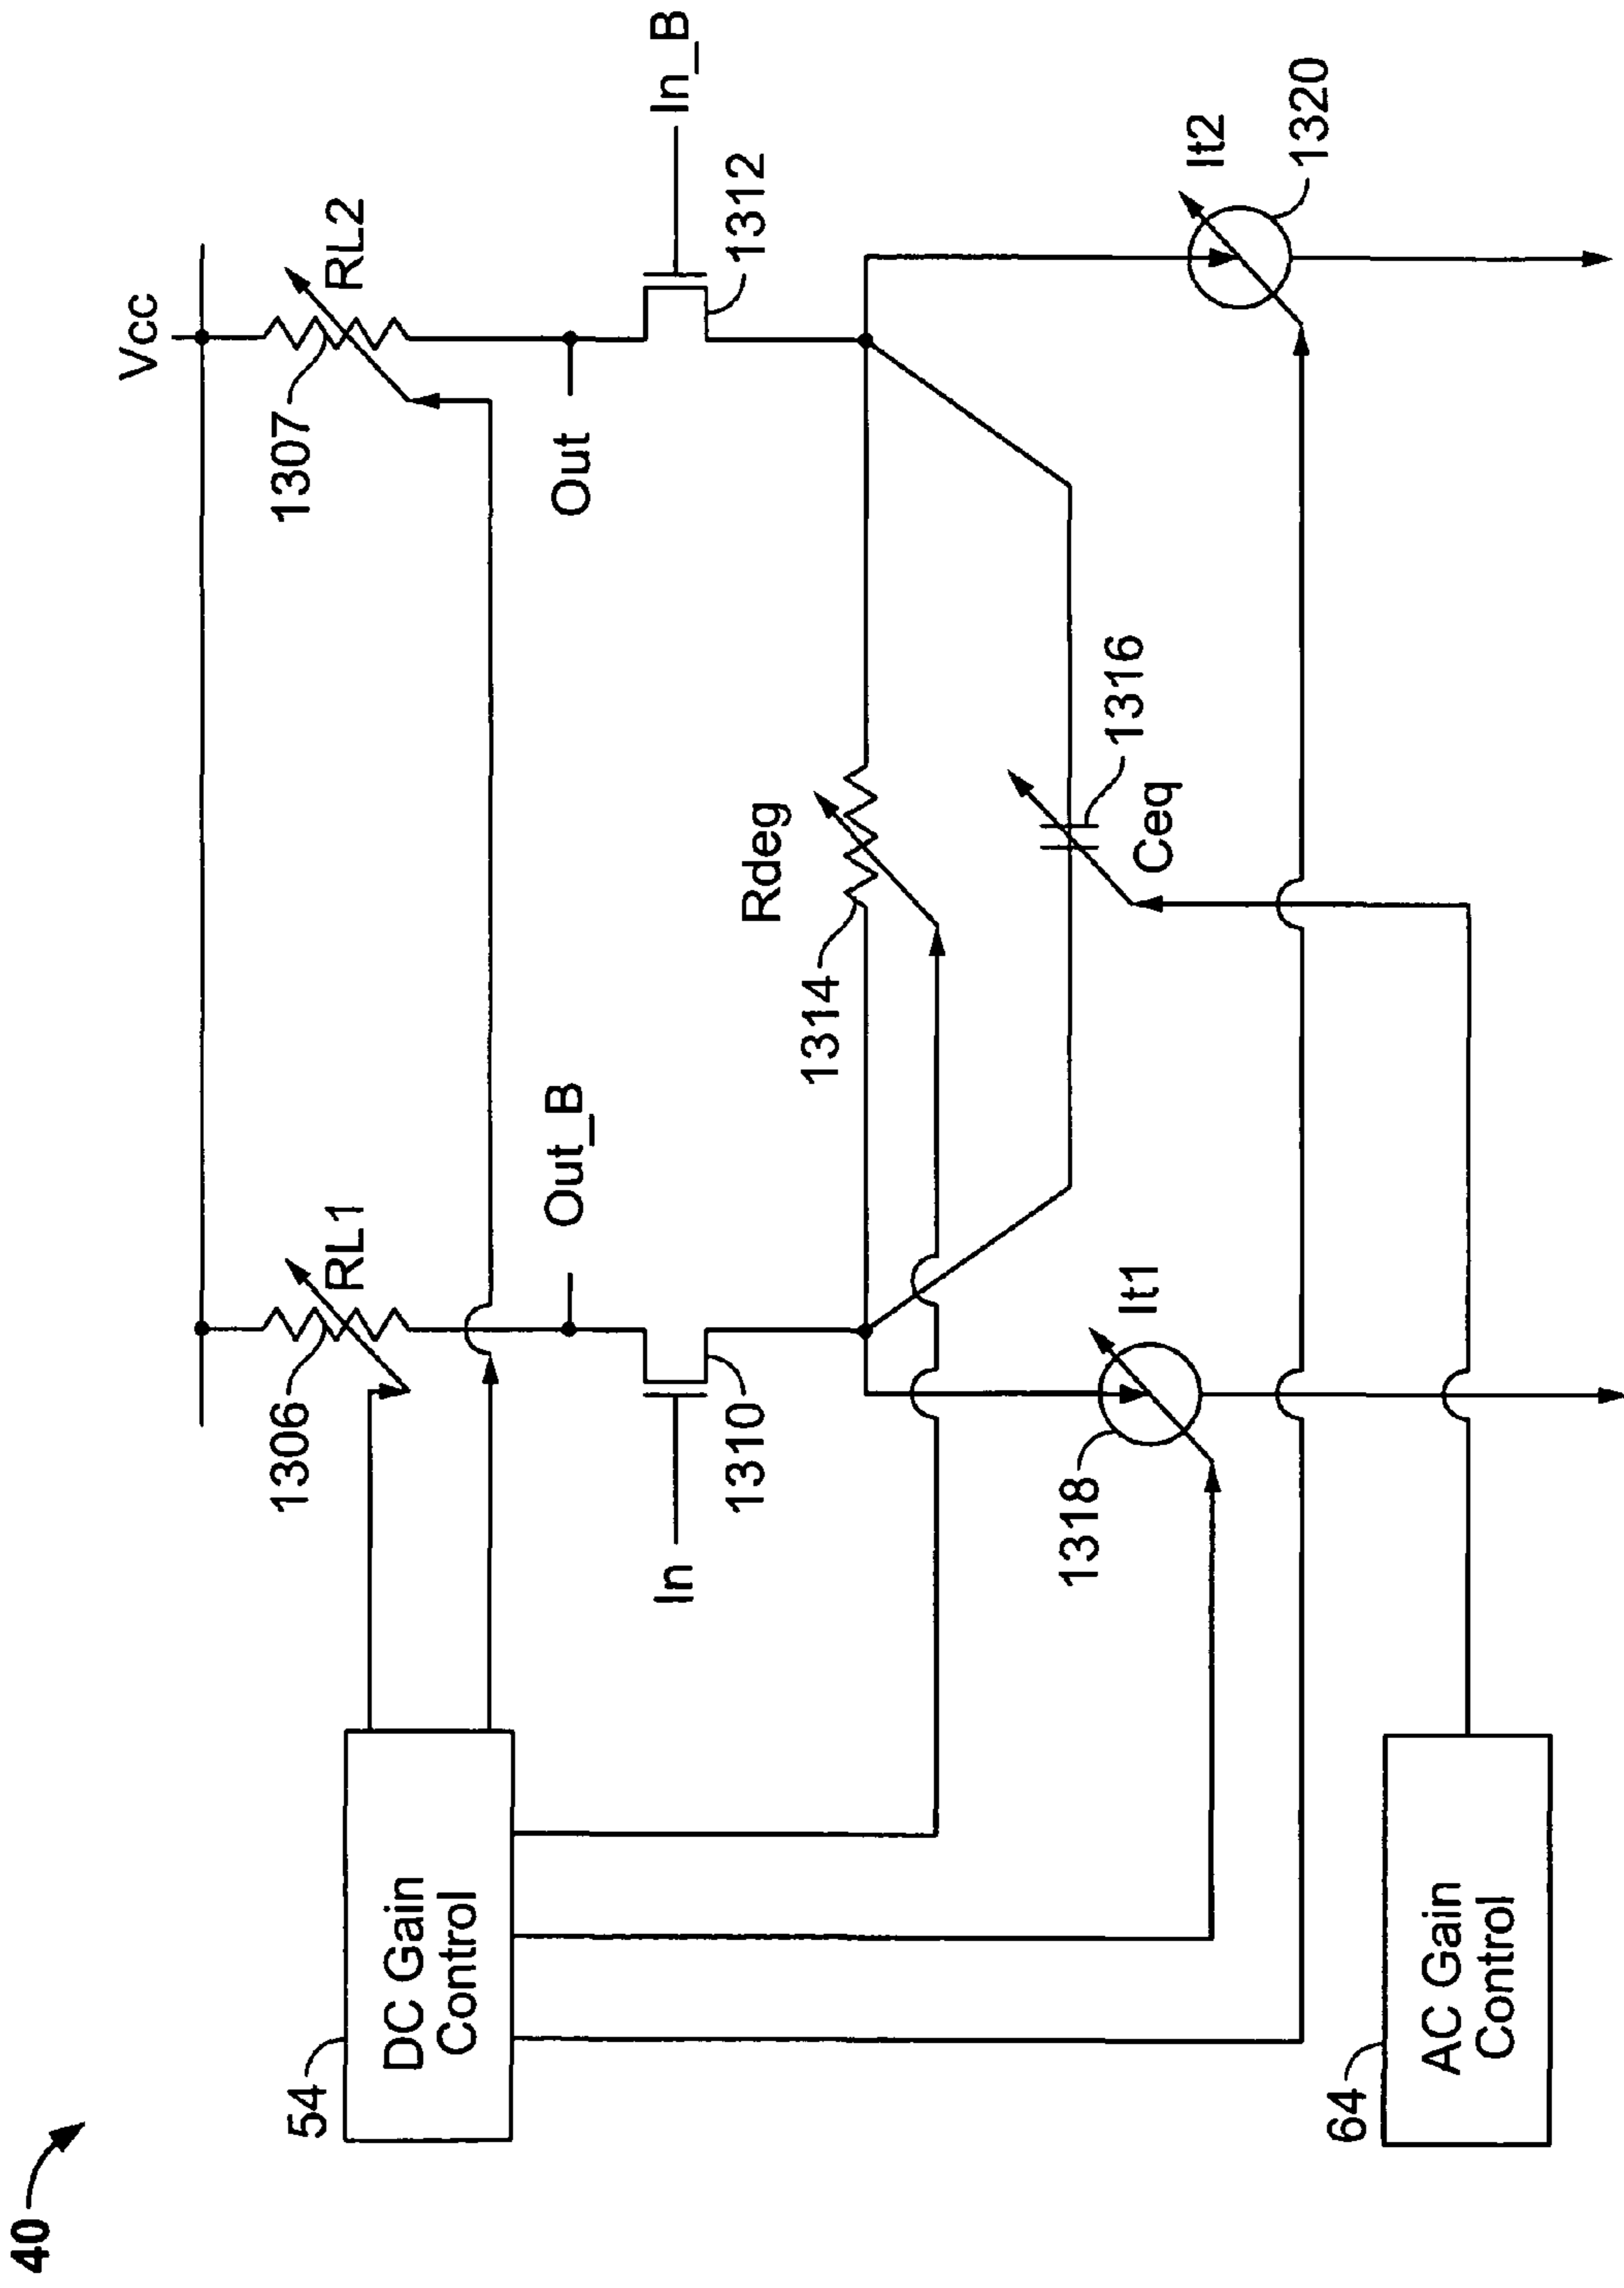 40
Vcc
1306
RL1
1307
RL2
54
DC Gain
Control
Out_B
Out
In
1310
1312
In_B
Rdeg
1314
1318
It1
1316
Ceq
It2
1320
64
AC Gain
Control